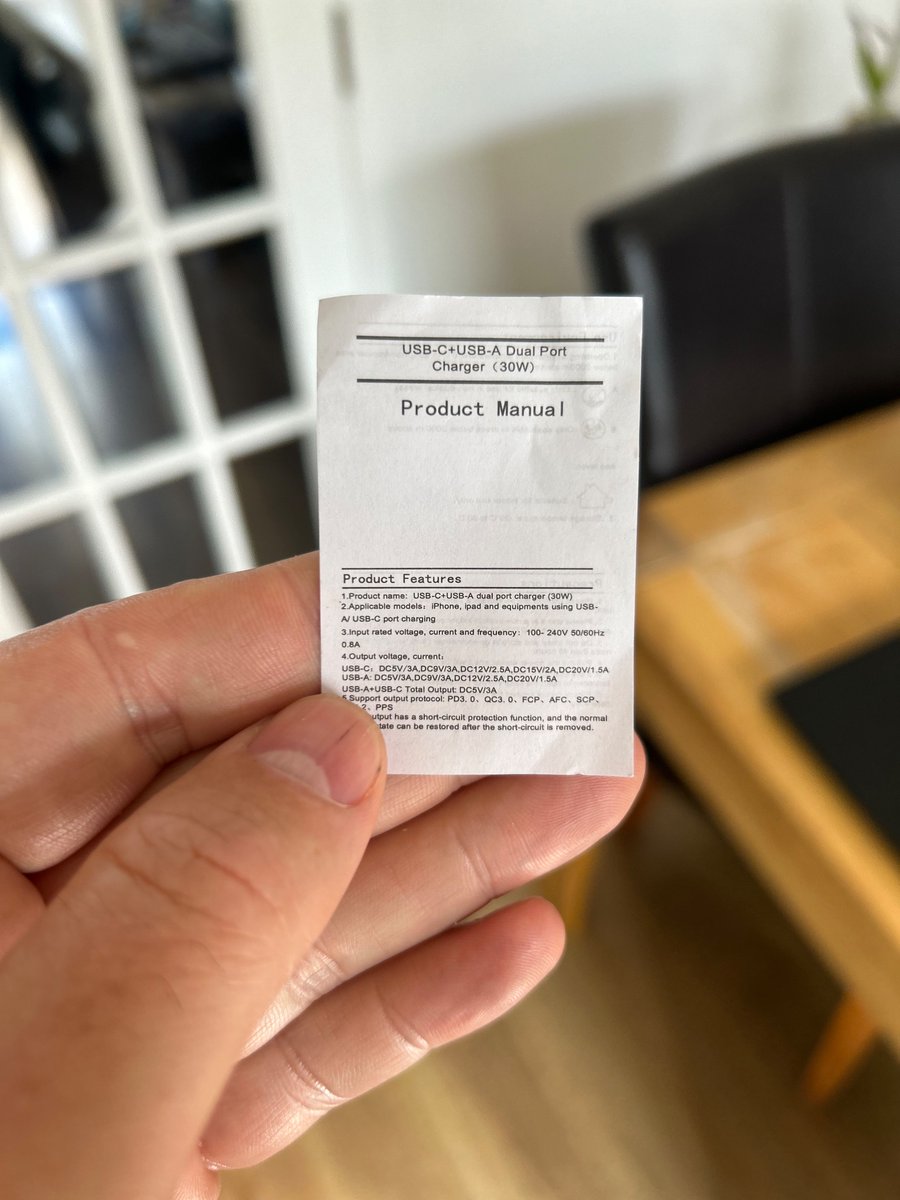 USB-C+USB-A Dual Port
Charger（30W）
Product Manual
Product Features
1.Product name: USB-C+USB-A dual port charger (30W)
2.Applicable models: iPhone, ipad and equipments using USB-
A/ USB-C port charging
3.Input rated voltage, current and frequency: 100- 240V 50/60Hz
0.8A
4.Output voltage, current:
USB-C: DC5V/3A,DC9V/3A,DC12V/2.5A,DC15V/2A,DC20V/1.5A
USB-A: DC5V/3A,DC9V/3A,DC12V/2.5A,DC20V/1.5A
USB-A+USB-C Total Output: DC5V/3A
5.Support output protocol: PD3. 0、QC3. 0、FCP、AFC、SCP、
PPS
has a short-circuit protection function, and the normal
can be restored after the short-circuit is removed.